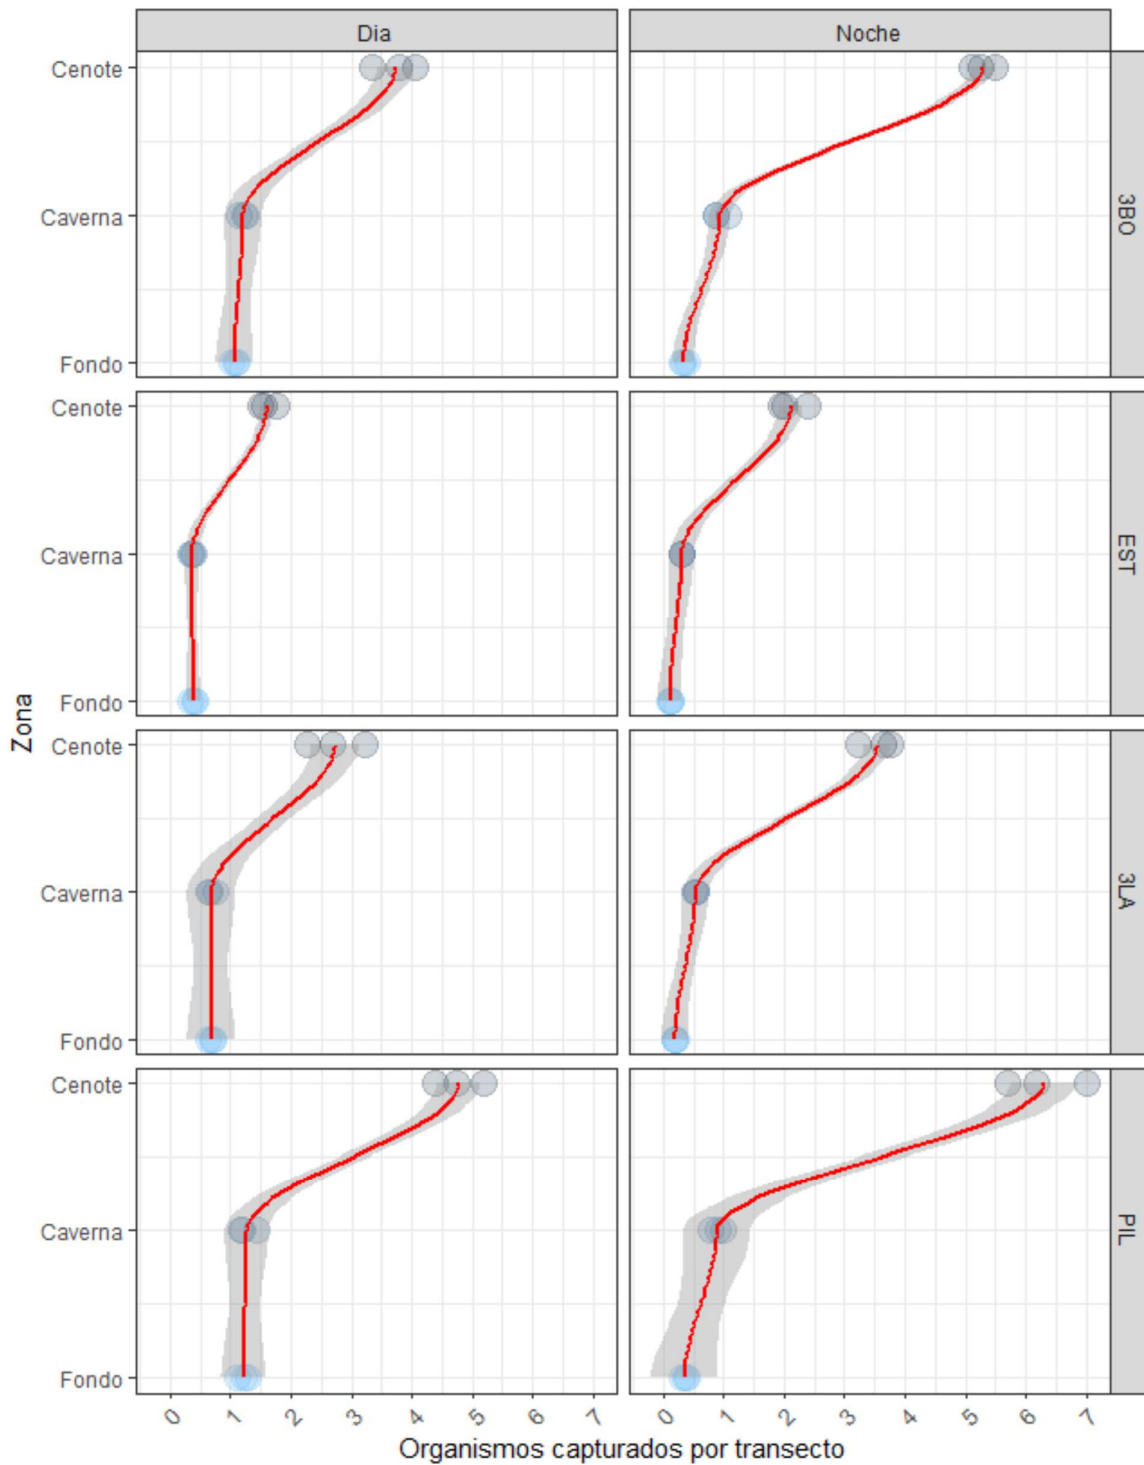 Dia
Noche
Cenote
Caverna
Fondo
3BO
Cenote
Caverna
Fondo
EST
Zona
Cenote
Caverna
Fondo
3LA
Cenote
Caverna
Fondo
PIL
0 1 2 3 4 5 6 7
0 1 2 3 4 5 6 7
Organismos capturados por transecto